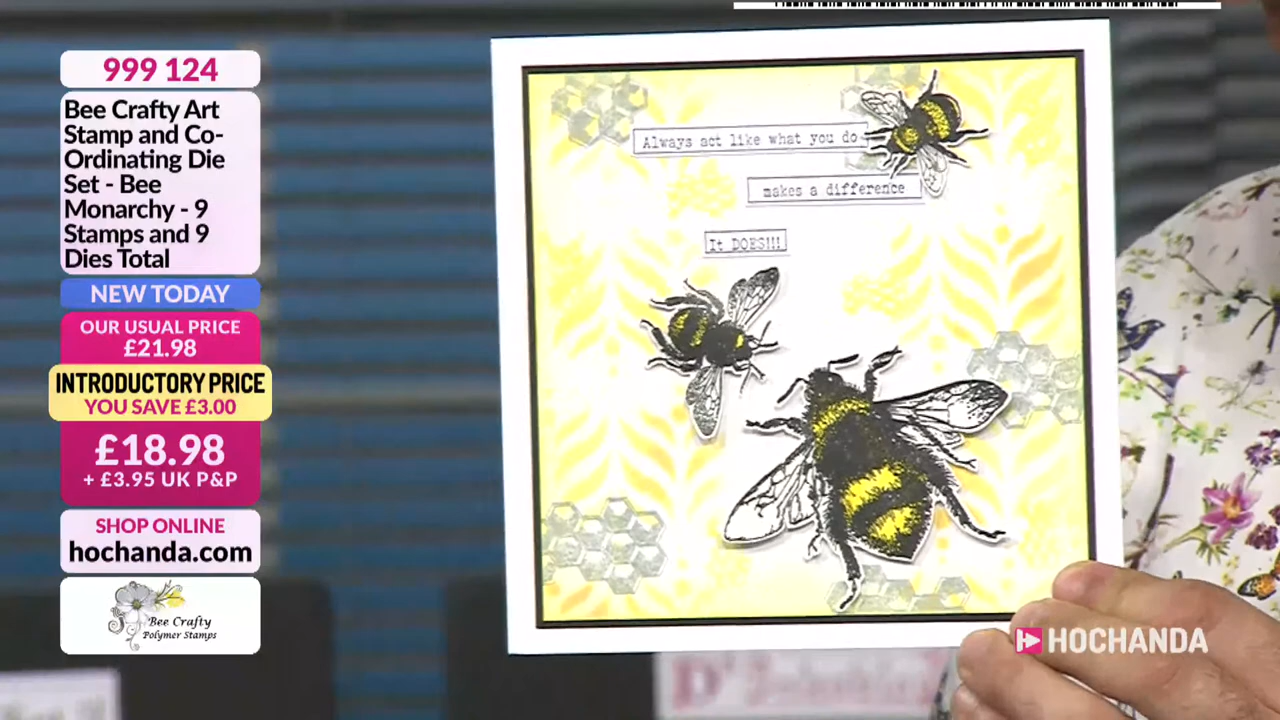 999 124
Bee Crafty Art
Stamp and Co-
Ordinating Die
Set - Bee
Monarchy - 9
Stamps and 9
Dies Total
NEW TODAY
OUR USUAL PRICE
£21.98
INTRODUCTORY PRICE
YOU SAVE £3.00
£18.98
+ £3.95 UK P&P
SHOP ONLINE
hochanda.com
Bee Crafty
Polymer Stamps
Always act like what you do
makes a difference
It DOES!!!
HOCHANDA